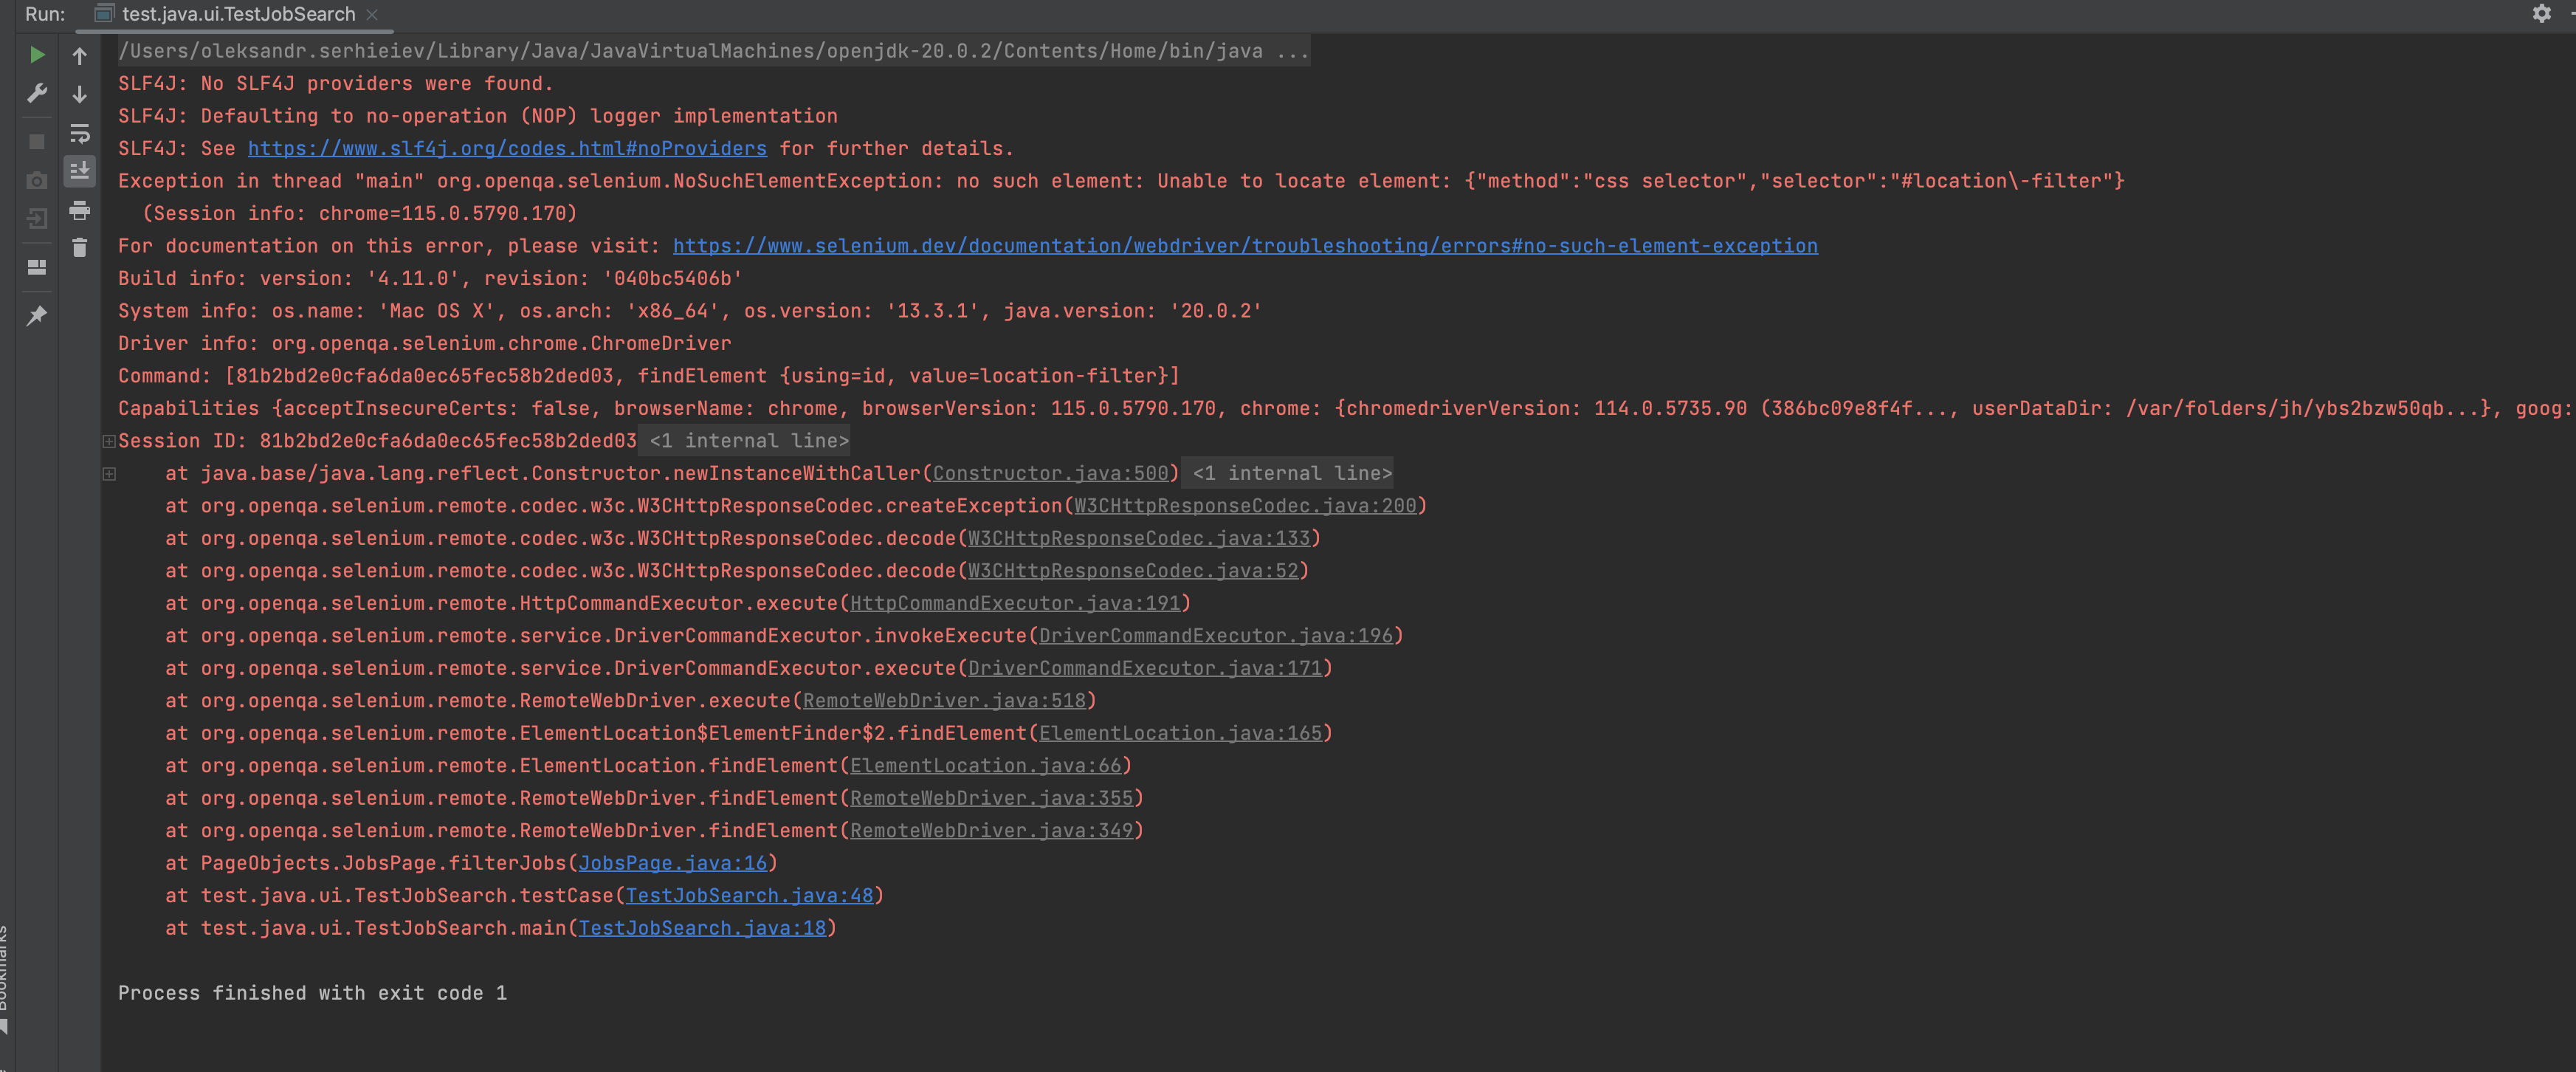 Run:
test.java.ui.TestJobSearch
/Users/oleksandr.serhieiev/Library/Java/JavaVirtualMachines/openjdk-20.0.2/Contents/Home/bin/java ...
SLF4J: No SLF4J providers were found.
SLF4J: Defaulting to no-operation (NOP) logger implementation
SLF4J: See https://www.slf4j.org/codes.html#noProviders for further details.
Exception in thread "main" org.openqa.selenium.NoSuchElementException: no such element: Unable to locate element: {"method":"css selector","selector":"#location\-filter"}
(Session info: chrome=115.0.5790.170)
For documentation on this error, please visit: https://www.selenium.dev/documentation/webdriver/troubleshooting/errors#no-such-element-exception
Build info: version: '4.11.0', revision: '040bc5406b'
System info: os.name: 'Mac OS X', os.arch: 'x86_64', os.version: '13.3.1', java.version: '20.0.2'
Driver info: org.openqa.selenium.chrome.ChromeDriver
Command: [81b2bd2e0cfa6da0ec65fec58b2ded03, findElement {using=id, value=location-filter}]
Capabilities {acceptInsecureCerts: false, browserName: chrome, browserVersion: 115.0.5790.170, chrome: {chromedriverVersion: 114.0.5735.90 (386bc09e8f4f..., userDataDir: /var/folders/jh/ybs2bzw50qb...}, goog:
Session ID: 81b2bd2e0cfa6da0ec65fec58b2ded03 <1 internal line>
at java.base/java.lang.reflect.Constructor.newInstanceWithCaller(Constructor.java:500) <1 internal line>
at org.openqa.selenium.remote.codec.w3c.W3CHttpResponseCodec.createException(W3CHttpResponseCodec.java:200)
at org.openqa.selenium.remote.codec.w3c.W3CHttpResponseCodec.decode(W3CHttpResponseCodec.java:133)
at org.openqa.selenium.remote.codec.w3c.W3CHttpResponseCodec.decode(W3CHttpResponseCodec.java:52)
at org.openqa.selenium.remote.HttpCommandExecutor.execute(HttpCommandExecutor.java:191)
at org.openqa.selenium.remote.service.DriverCommandExecutor.invokeExecute(DriverCommandExecutor.java:196)
at org.openqa.selenium.remote.service.DriverCommandExecutor.execute(DriverCommandExecutor.java:171)
at org.openqa.selenium.remote.RemoteWebDriver.execute(RemoteWebDriver.java:518)
at org.openqa.selenium.remote.ElementLocation$ElementFinder$2.findElement(ElementLocation.java:165)
at org.openqa.selenium.remote.ElementLocation.findElement(ElementLocation.java:66)
at org.openqa.selenium.remote.RemoteWebDriver.findElement(RemoteWebDriver.java:355)
at org.openqa.selenium.remote.RemoteWebDriver.findElement(RemoteWebDriver.java:349)
at PageObjects.JobsPage.filterJobs(JobsPage.java:16)
at test.java.ui.TestJobSearch.testCase(TestJobSearch.java:48)
at test.java.ui.TestJobSearch.main(TestJobSearch.java:18)
Process finished with exit code 1
Bookmarks